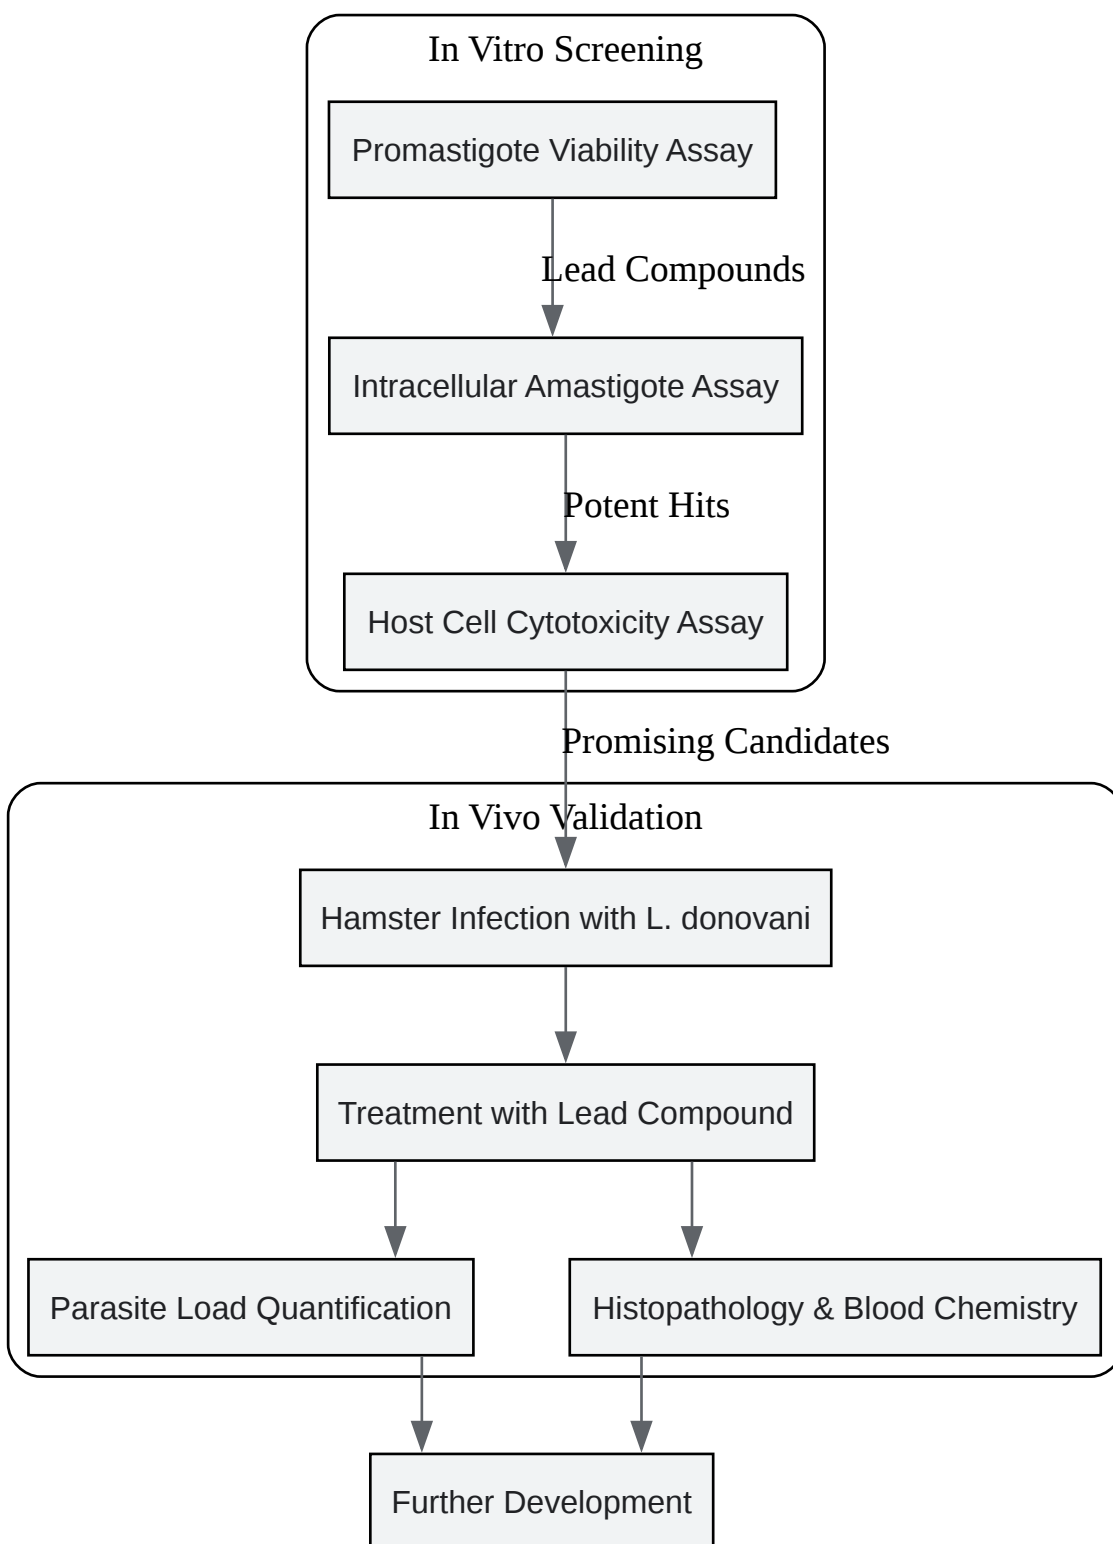 In Vitro Screening
Promastigote Viability Assay
Lead Compounds
Intracellular Amastigote Assay
Potent Hits
Host Cell Cytotoxicity Assay
Promising Candidates
In Vivo Validation
Hamster Infection with L. donovani
Treatment with Lead Compound
Parasite Load Quantification
Histopathology & Blood Chemistry
Further Development